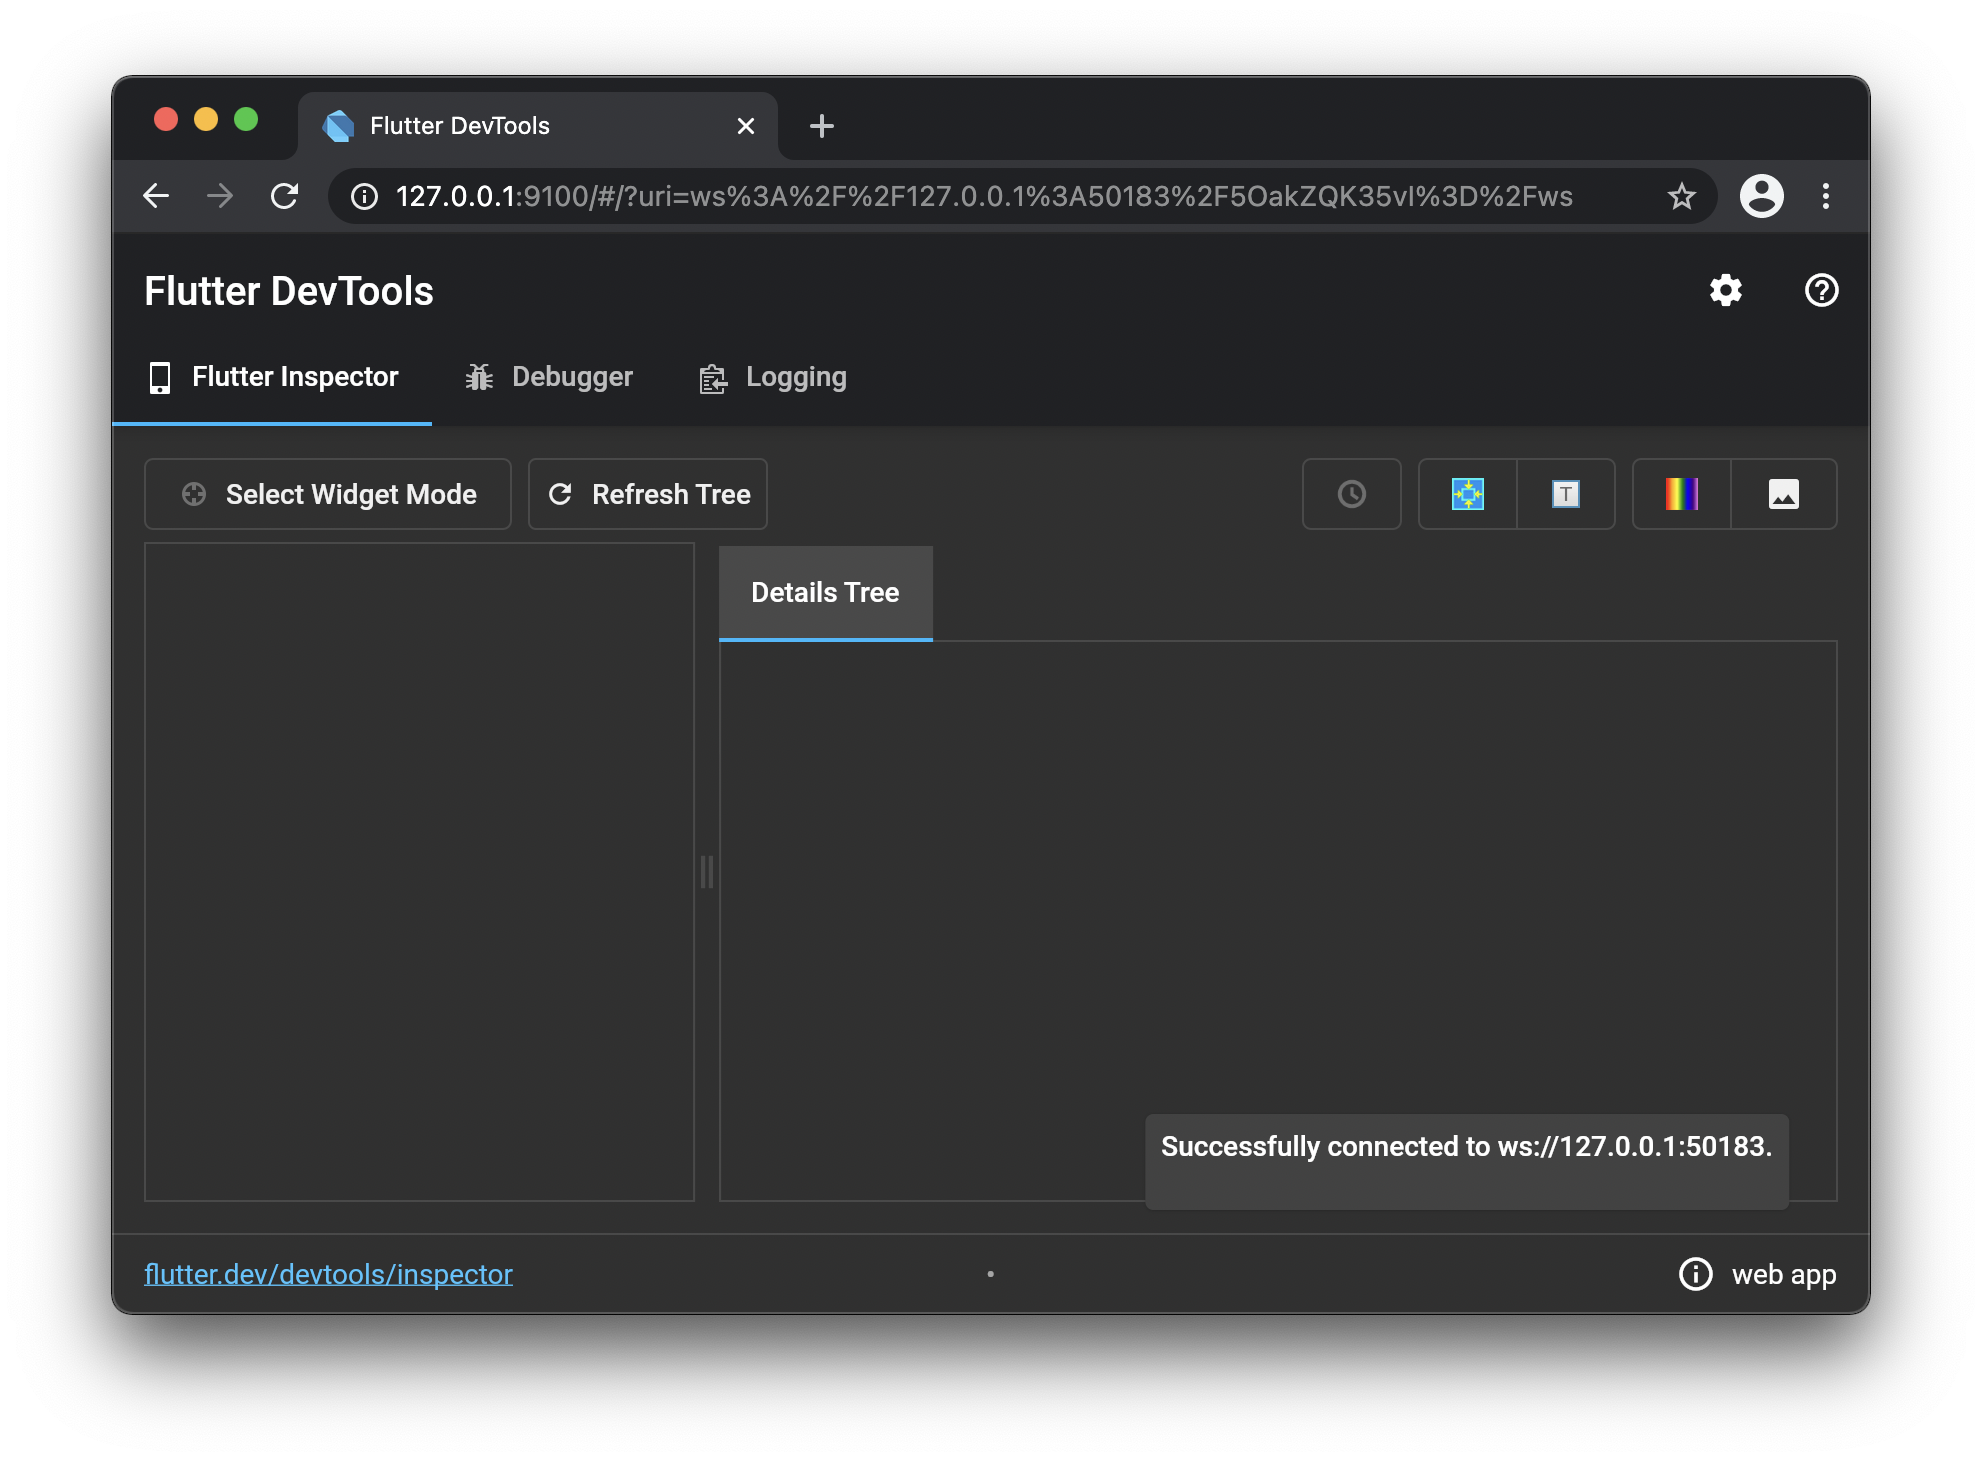 Flutter DevTools
127.0.0.1:9100/#/?uri=ws%3A%2F%2F127.0.0.1%3A50183%2F5OakZQK35vI%3D%2Fws
Flutter DevTools
Flutter Inspector
Debugger
Logging
Select Widget Mode
Refresh Tree
T
Details Tree
Successfully connected to ws://127.0.0.1:50183.
flutter.dev/devtools/inspector
•
web app